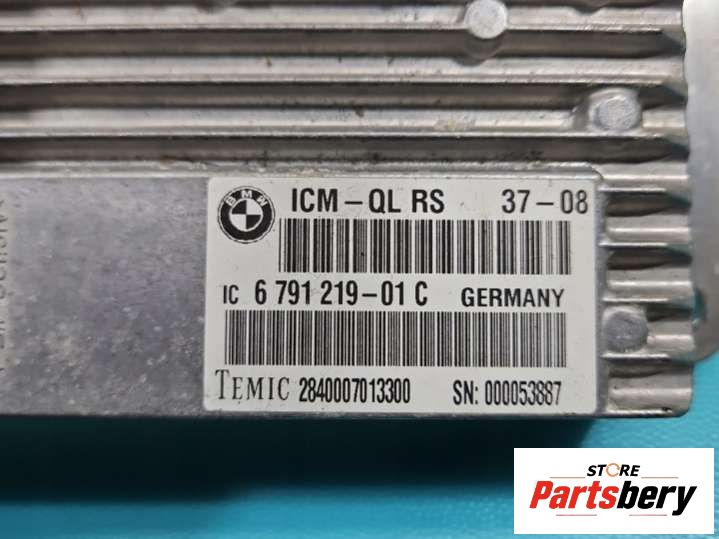 BMW
ICM-QL RS 37-08
IC 6 791 219-01 C GERMANY
TEMIC 2840007013300 SN: 000053887
STORE
Partsbery